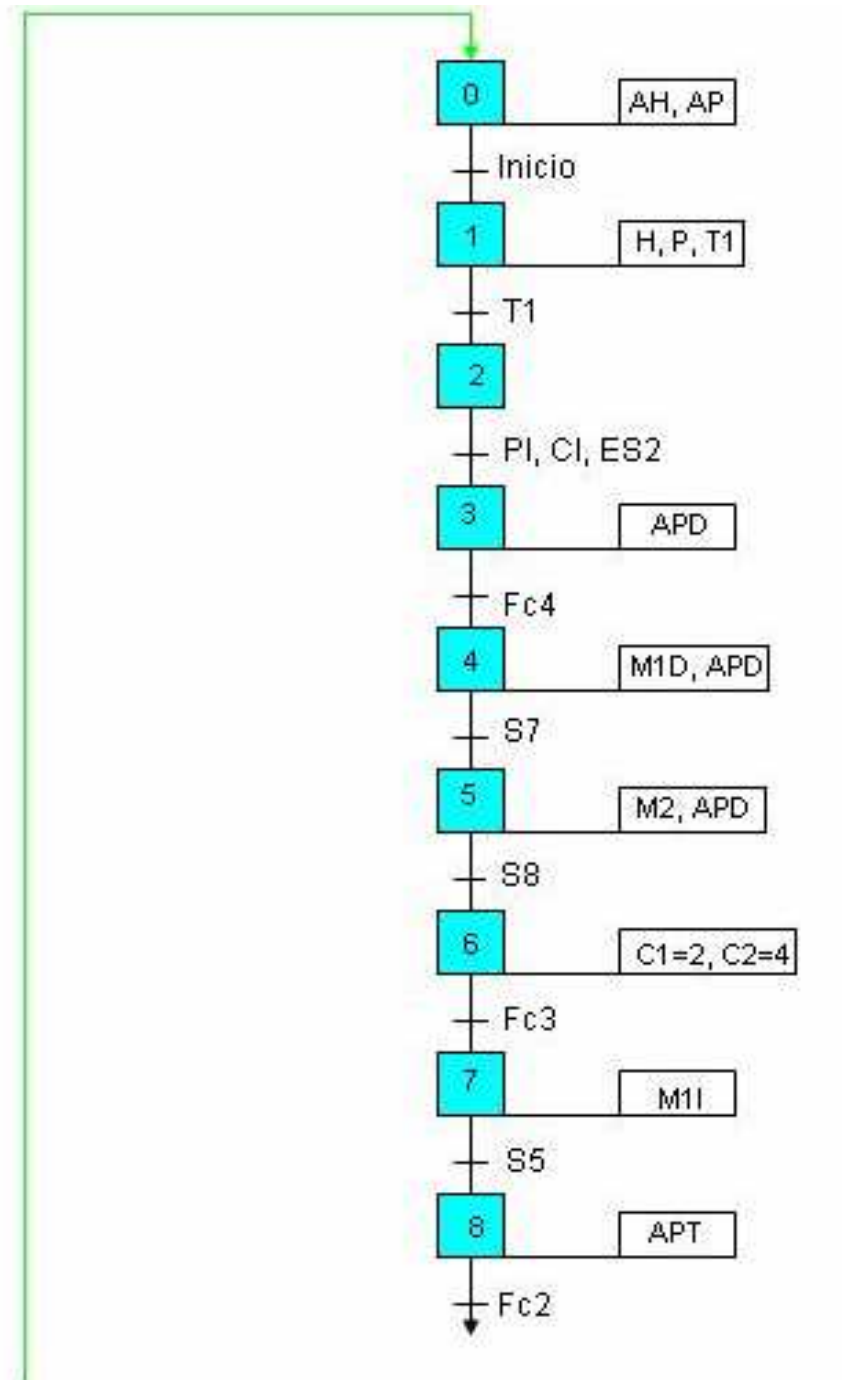 0
AH, AP
Inicio
1
H, P, T1
T1
2
PI, CI, ES2
3
APD
Fc4
4
M1D, APD
S7
5
M2, APD
S8
6
C1=2, C2=4
Fc3
7
M1I
S5
8
APT
Fc2